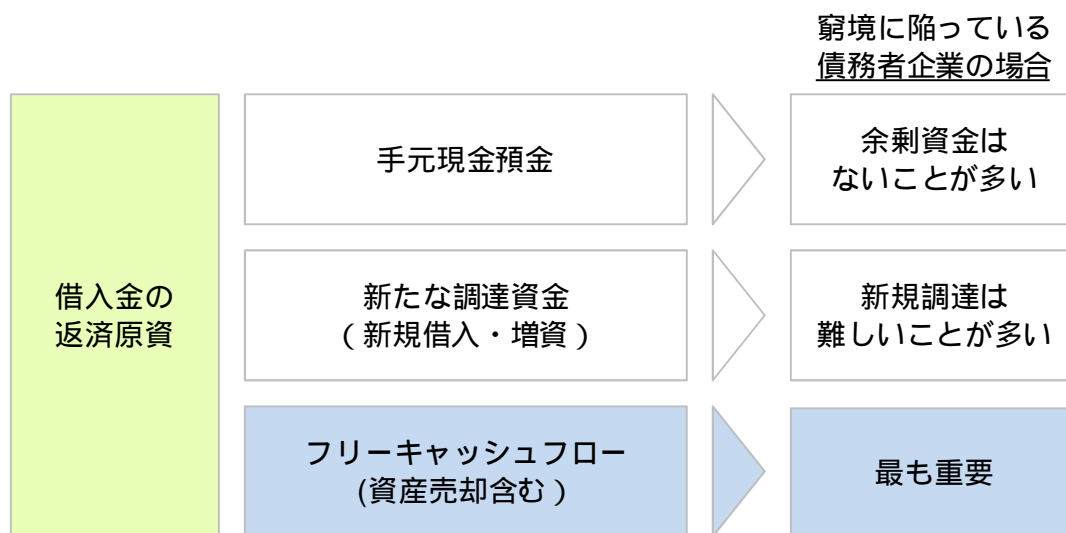 窮境に陥っている
債務者企業の場合
借入金の
返済原資
手元現金預金
余剰資金は
ないことが多い
新たな調達資金
(新規借入・増資)
新規調達は
難しいことが多い
フリーキャッシュフロー
(資産売却含む)
最も重要